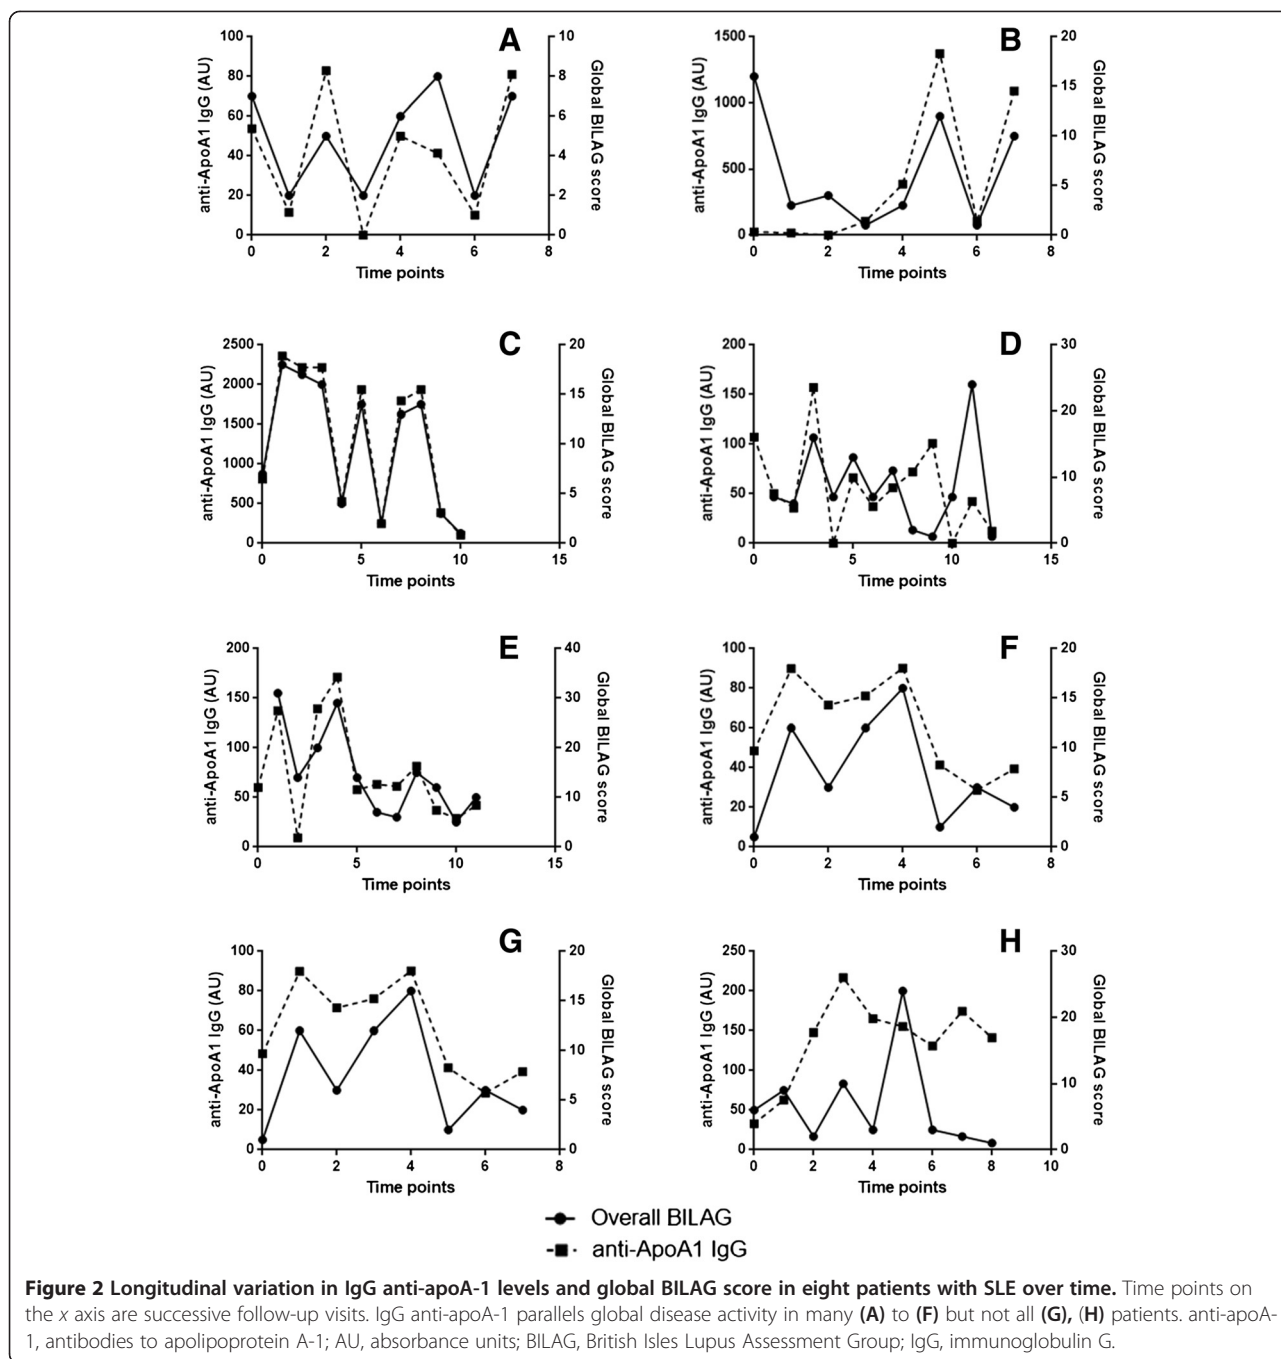 A
100
80
60
40
20
0
10
8
6
4
2
0
anti-ApoA1 IgG (AU)
Global BILAG score
0 2 4 6 8
Time points
B
1500
1000
500
0
20
15
10
5
0
anti-ApoA1 IgG (AU)
Global BILAG score
0 2 4 6 8
Time points
C
2500
2000
1500
1000
500
0
20
15
10
5
0
anti-ApoA1 IgG (AU)
Global BILAG score
0 5 10 15
Time points
D
200
150
100
50
0
30
20
10
0
anti-ApoA1 IgG (AU)
Global BILAG score
0 5 10 15
Time points
E
200
150
100
50
0
40
30
20
10
0
anti-ApoA1 IgG (AU)
Global BILAG score
0 5 10 15
Time points
F
100
80
60
40
20
0
20
15
10
5
0
anti-ApoA1 IgG (AU)
Global BILAG score
0 2 4 6 8
Time points
G
100
80
60
40
20
0
20
15
10
5
0
anti-ApoA1 IgG (AU)
Global BILAG score
0 2 4 6 8
Time points
H
250
200
150
100
50
0
30
20
10
0
anti-ApoA1 IgG (AU)
Global BILAG score
0 2 4 6 8 10
Time points
Overall BILAG
anti-ApoA1 IgG
Figure 2 Longitudinal variation in IgG anti-apoA-1 levels and global BILAG score in eight patients with SLE over time. Time points on
the x axis are successive follow-up visits. IgG anti-apoA-1 parallels global disease activity in many (A) to (F) but not all (G), (H) patients. anti-apoA-
1, antibodies to apolipoprotein A-1; AU, absorbance units; BILAG, British Isles Lupus Assessment Group; IgG, immunoglobulin G.